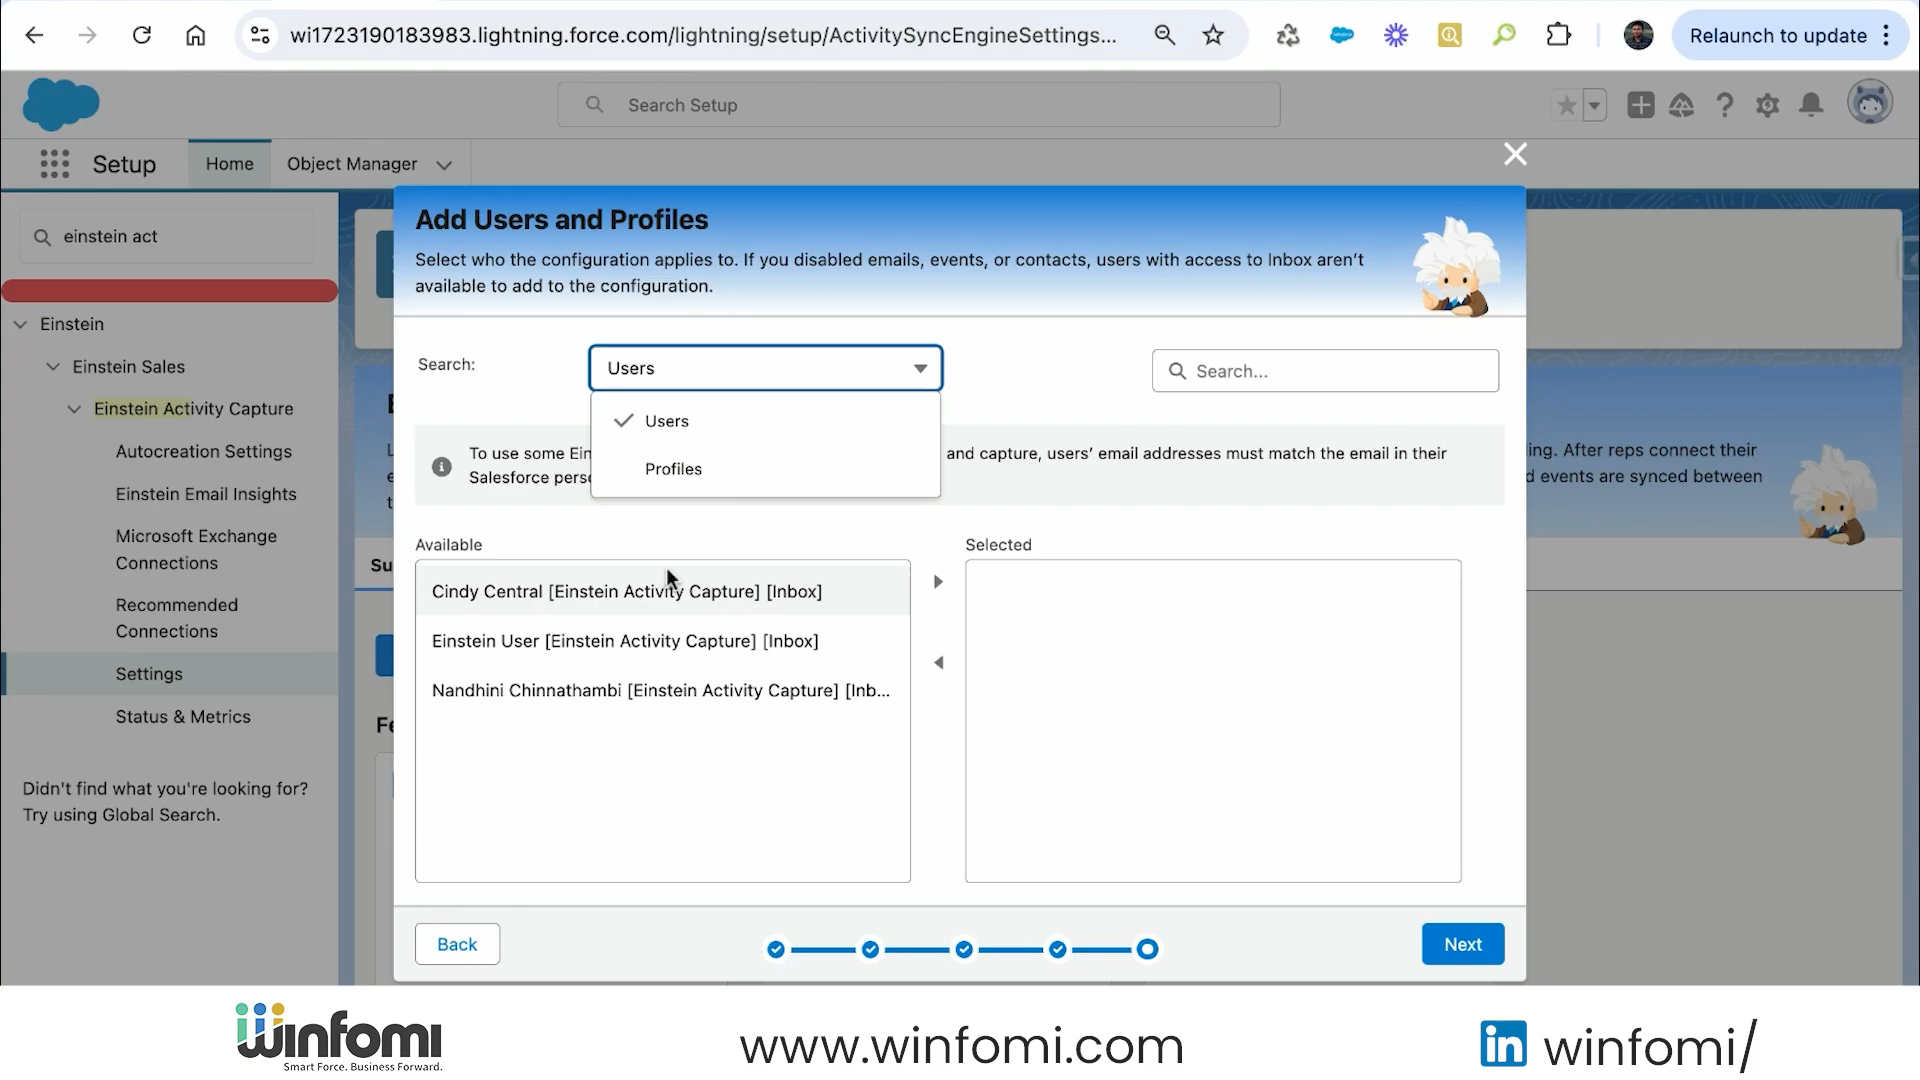 wi1723190183983.lightning.force.com/lightning/setup/ActivitySyncEngineSettings...
Relaunch to update
Search Setup
Setup
Home
Object Manager
einstein act
Einstein
Einstein Sales
Einstein Activity Capture
Autocreation Settings
Einstein Email Insights
Microsoft Exchange
Connections
Recommended
Connections
Settings
Status & Metrics
Didn't find what you're looking for?
Try using Global Search.
Add Users and Profiles
Select who the configuration applies to. If you disabled emails, events, or contacts, users with access to Inbox aren't
available to add to the configuration.
Search:
Users
Search...
Users
Profiles
To use some Ein
and capture, users' email addresses must match the email in their
Salesforce pers
Available
Selected
Cindy Central [Einstein Activity Capture] [Inbox]
Einstein User [Einstein Activity Capture] [Inbox]
Nandhini Chinnathambi [Einstein Activity Capture] [Inb...
Back
Next
ing. After reps connect their
d events are synced between
Su
Fe
winfomi
Smart Force. Business Forward.
www.winfomi.com
in winfomi/